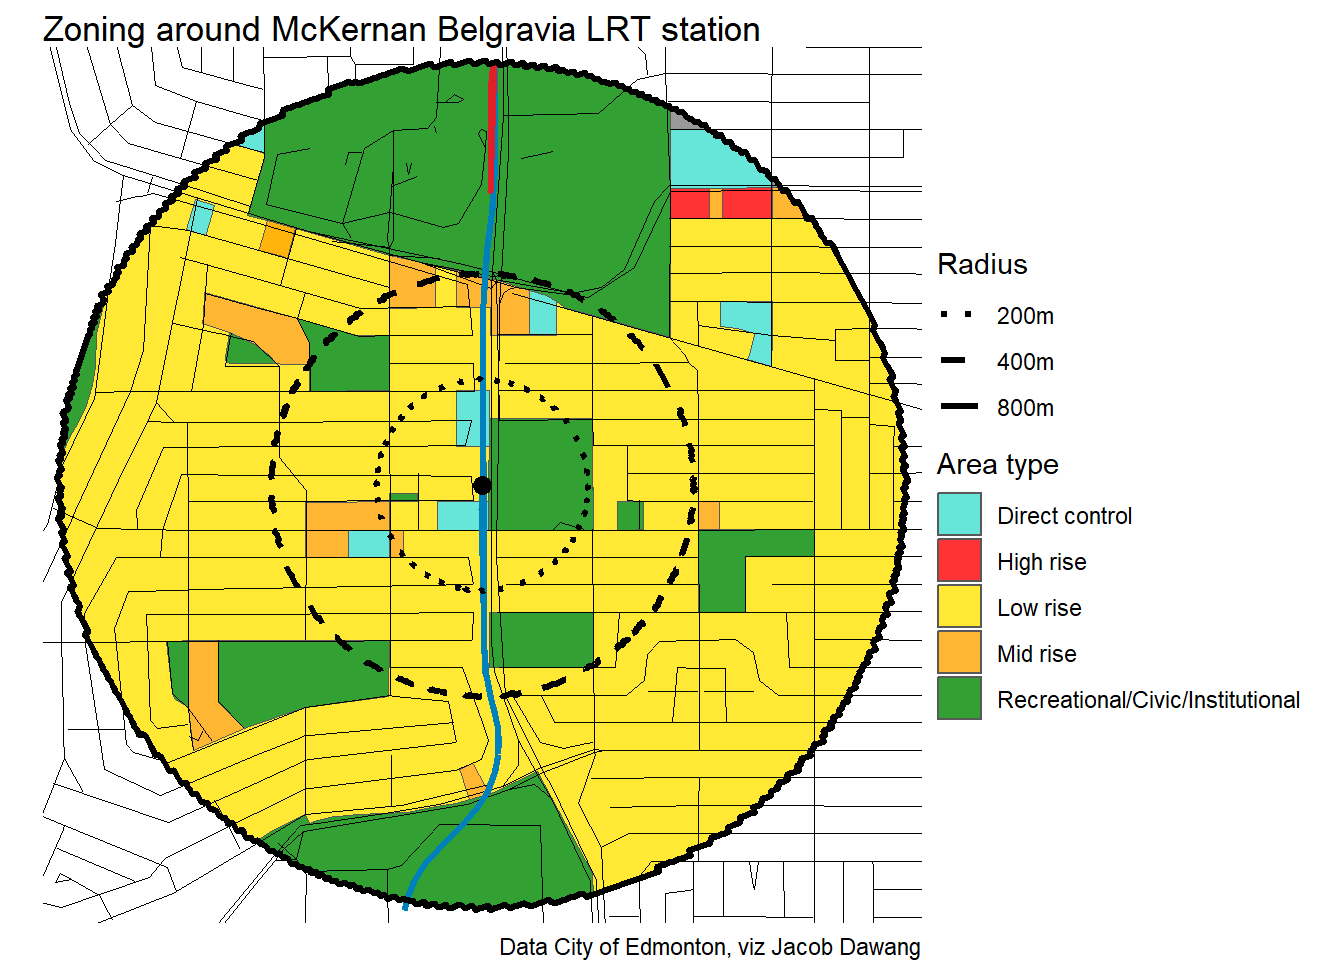 Zoning around McKernan Belgravia LRT station
Radius
200m
400m
800m
Area type
Direct control
High rise
Low rise
Mid rise
Recreational/Civic/Institutional
Data City of Edmonton, viz Jacob Dawang